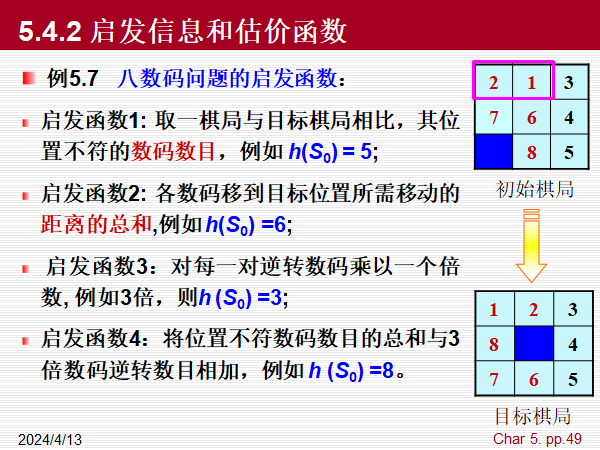 5.4.2 启发信息和估价函数
例5.7 八数码问题的启发函数：
启发函数1: 取一棋局与目标棋局相比，其位
置不符的数码数目，例如 h(S0) = 5;
启发函数2: 各数码移到目标位置所需移动的
距离的总和,例如h(S0) =6;
启发函数3：对每一对逆转数码乘以一个倍
数, 例如3倍，则h (S0) =3;
启发函数4：将位置不符数码数目的总和与3
倍数码逆转数目相加，例如 h (S0) =8。
2 1 3
7 6 4
8 5
初始棋局
1 2 3
8 4
7 6 5
目标棋局
2024/4/13
Char 5. pp.49